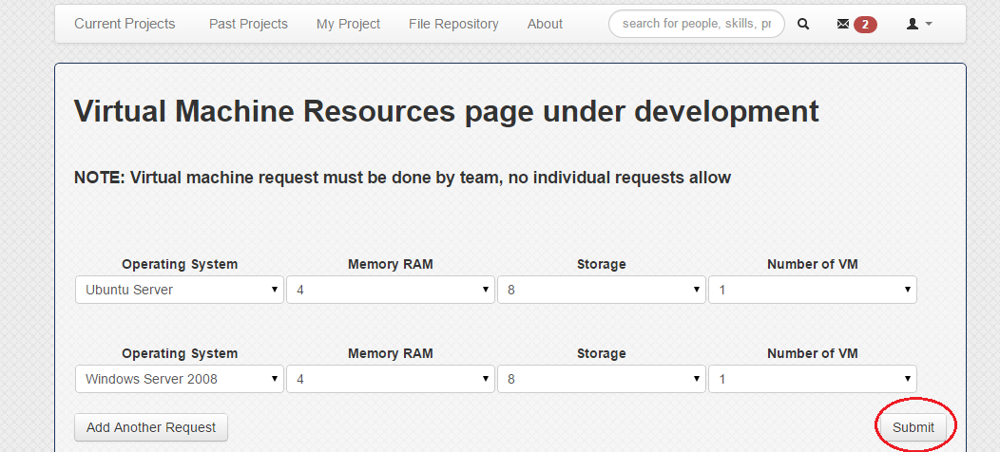 Current Projects Past Projects My Project File Repository About search for people, skills, pr 2
Virtual Machine Resources page under development
NOTE: Virtual machine request must be done by team, no individual requests allow
Operating System Memory RAM Storage Number of VM
Ubuntu Server 4 8 1
Operating System Memory RAM Storage Number of VM
Windows Server 2008 4 8 1
Add Another Request Submit